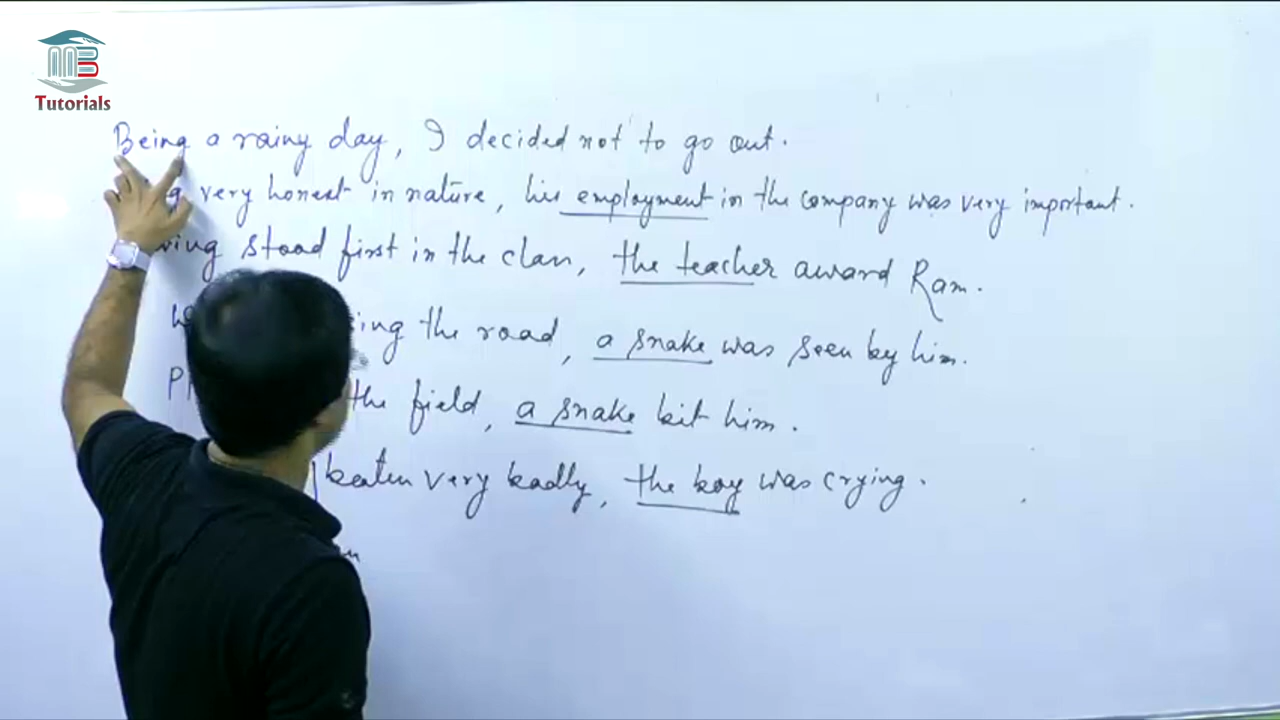 Tutorials
Being a rainy day, I decided not to go out.
very honest in nature, his employment in the company was very important.
stood first in the class, the teacher award Ram.
the road, a snake was seen by him.
the field, a snake bit him.
beaten very badly, the boy was crying.